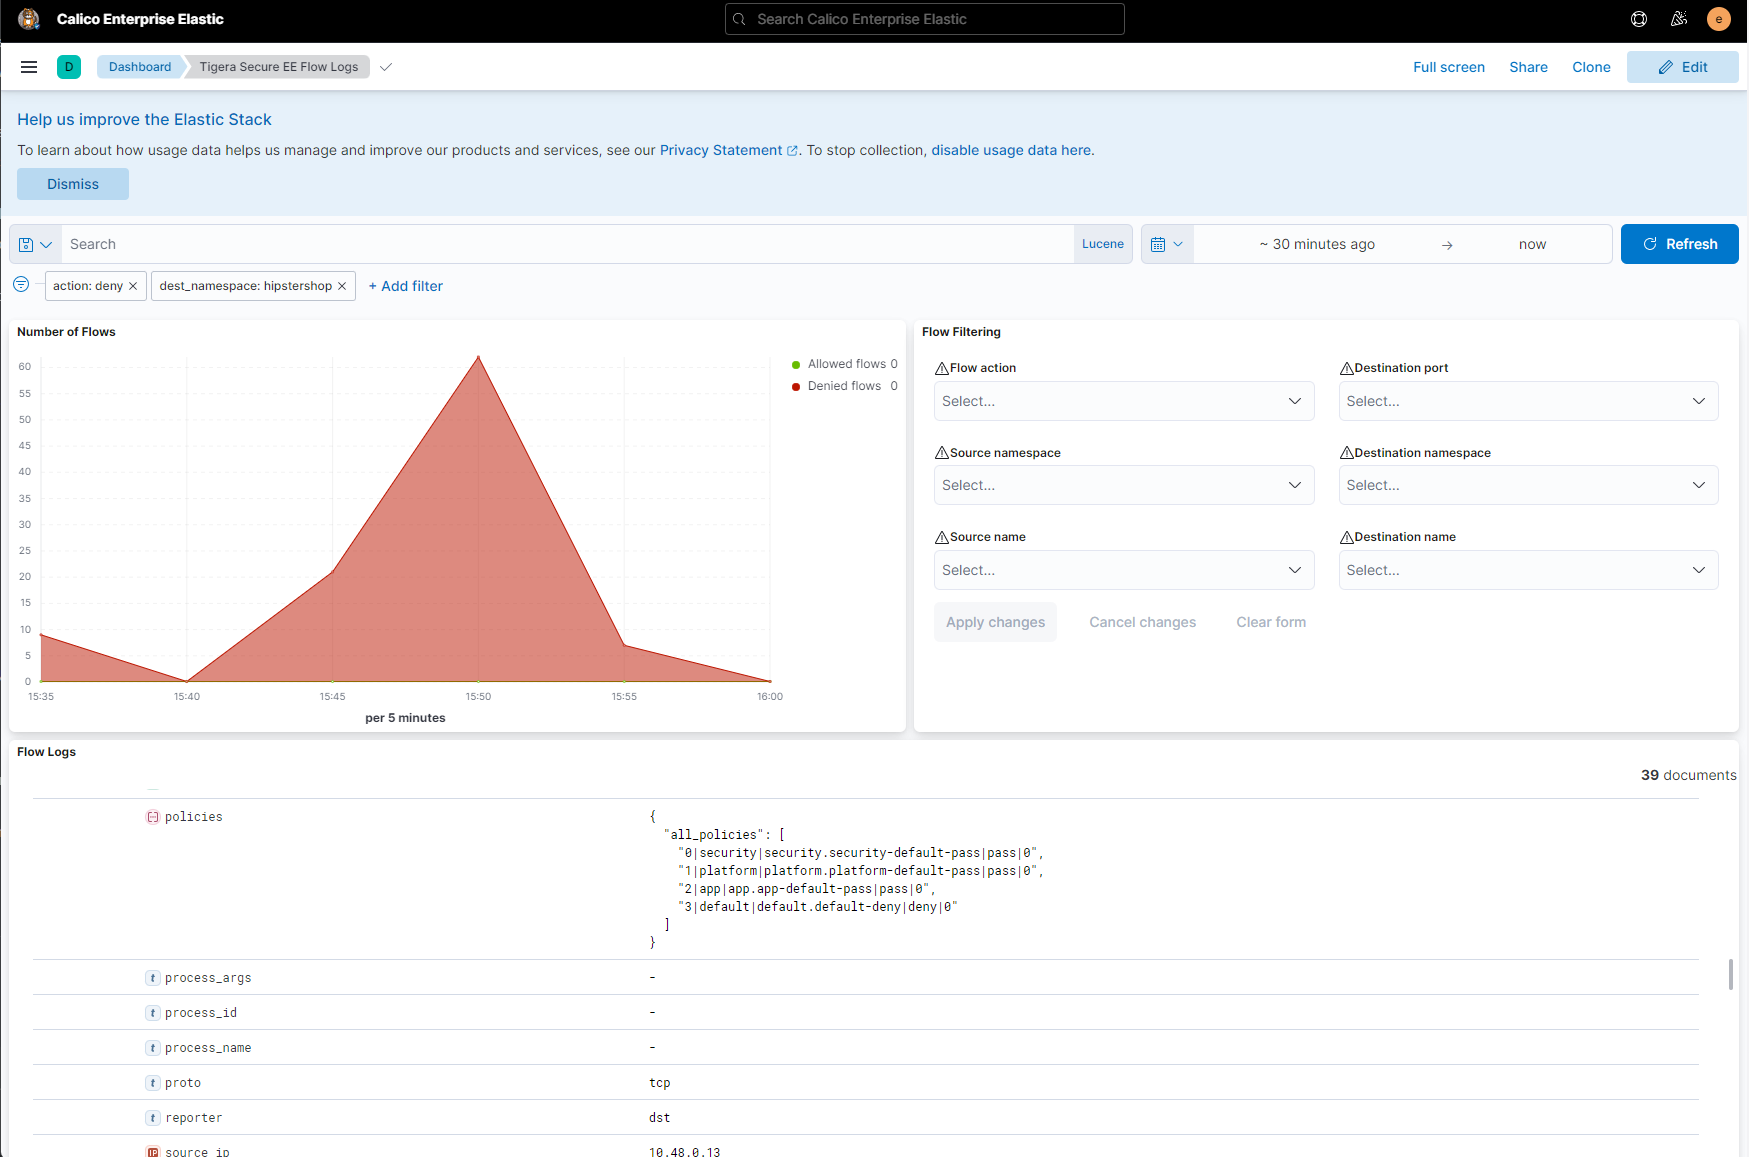 Calico Enterprise Elastic
Search Calico Enterprise Elastic
e
D
Dashboard
Tigera Secure EE Flow Logs
Full screen
Share
Clone
Edit
Help us improve the Elastic Stack
To learn about how usage data helps us manage and improve our products and services, see our Privacy Statement. To stop collection, disable usage data here.
Dismiss
Search
Lucene
~ 30 minutes ago
→
now
Refresh
action: deny ×
dest_namespace: hipstershop ×
+ Add filter
Number of Flows
60
55
50
45
40
35
30
25
20
15
10
5
0
15:35
15:40
15:45
15:50
15:55
16:00
per 5 minutes
Allowed flows 0
Denied flows 0
Flow Filtering
Flow action
Select...
Destination port
Select...
Source namespace
Select...
Destination namespace
Select...
Source name
Select...
Destination name
Select...
Apply changes
Cancel changes
Clear form
Flow Logs
39 documents
policies
{
"all_policies": [
"0|security|security.security-default-pass|pass|0",
"1|platform|platform.platform-default-pass|pass|0",
"2|app|app.app-default-pass|pass|0",
"3|default|default.default-deny|deny|0"
]
}
t process_args
-
t process_id
-
t process_name
-
t proto
tcp
t reporter
dst
IP source_ip
10.48.0.13